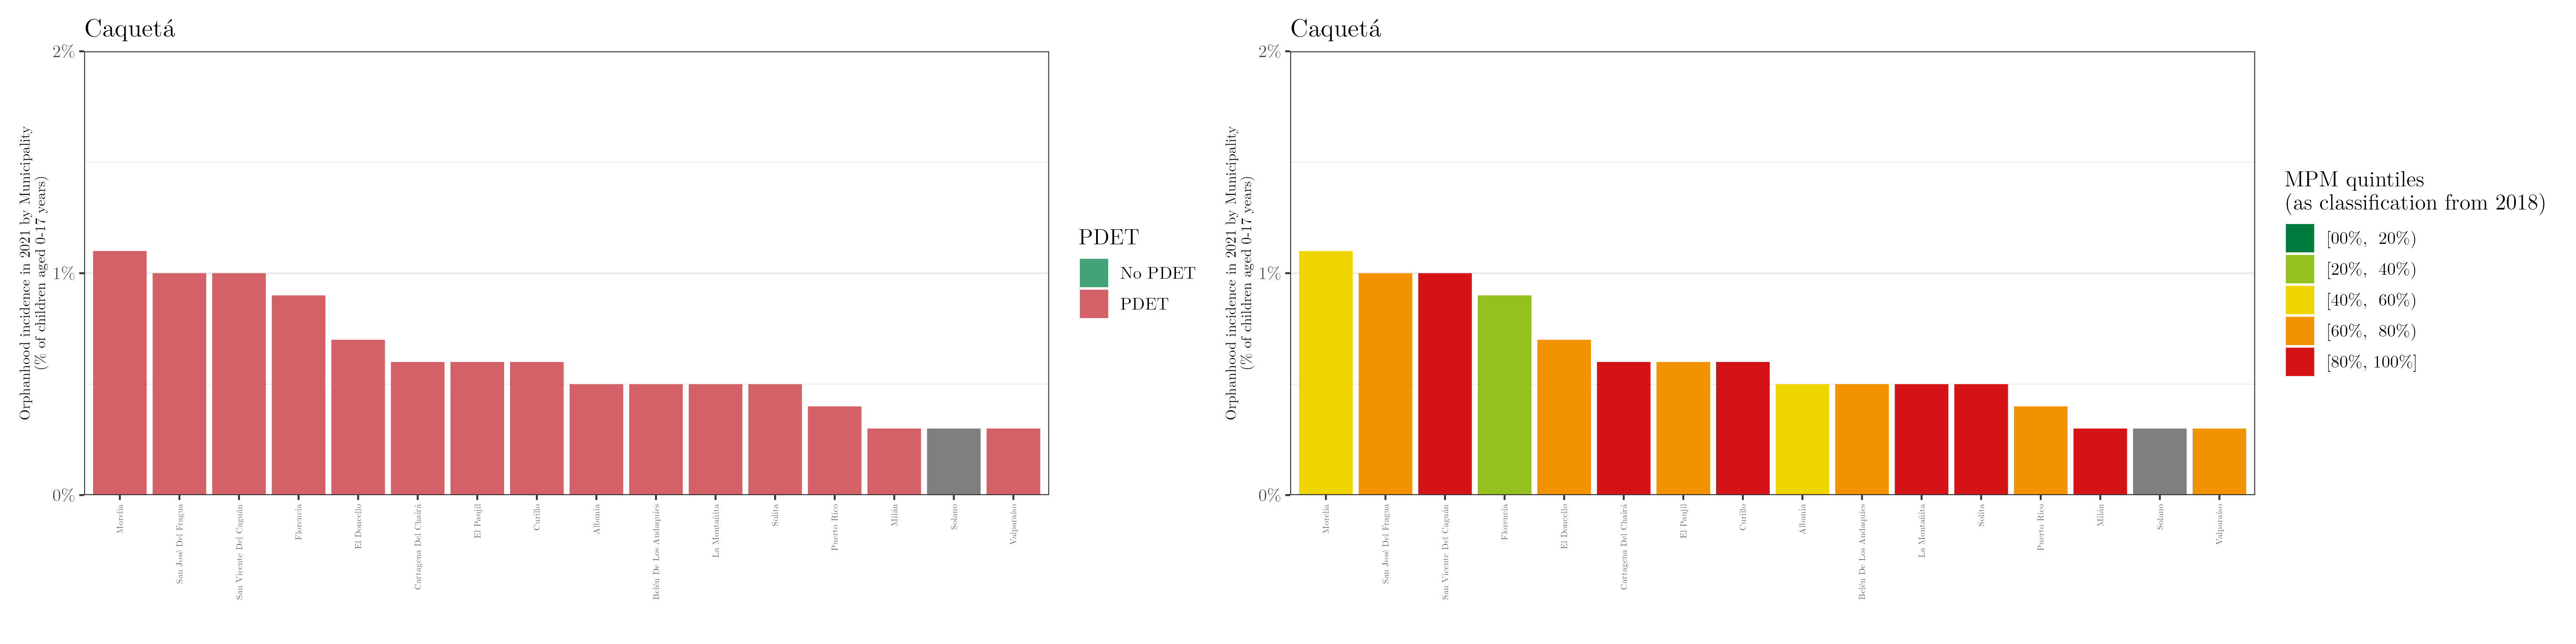 Caquetá
2%
1%
0%
Orphanhood incidence in 2021 by Municipality
(% of children aged 0-17 years)
Morelia
San José Del Fragua
San Vicente Del Caguán
Florencia
El Doncello
Cartagena Del Chairá
El Paujil
Curillo
Albania
Belén De Los Andaquies
La Montañita
Solita
Puerto Rico
Milán
Solano
Valparaíso
PDET
No PDET
PDET
Caquetá
2%
1%
0%
Orphanhood incidence in 2021 by Municipality
(% of children aged 0-17 years)
Morelia
San José Del Fragua
San Vicente Del Caguán
Florencia
El Doncello
Cartagena Del Chairá
El Paujil
Curillo
Albania
Belén De Los Andaquies
La Montañita
Solita
Puerto Rico
Milán
Solano
Valparaíso
MPM quintiles
(as classification from 2018)
[00%, 20%)
[20%, 40%)
[40%, 60%)
[60%, 80%)
[80%, 100%]